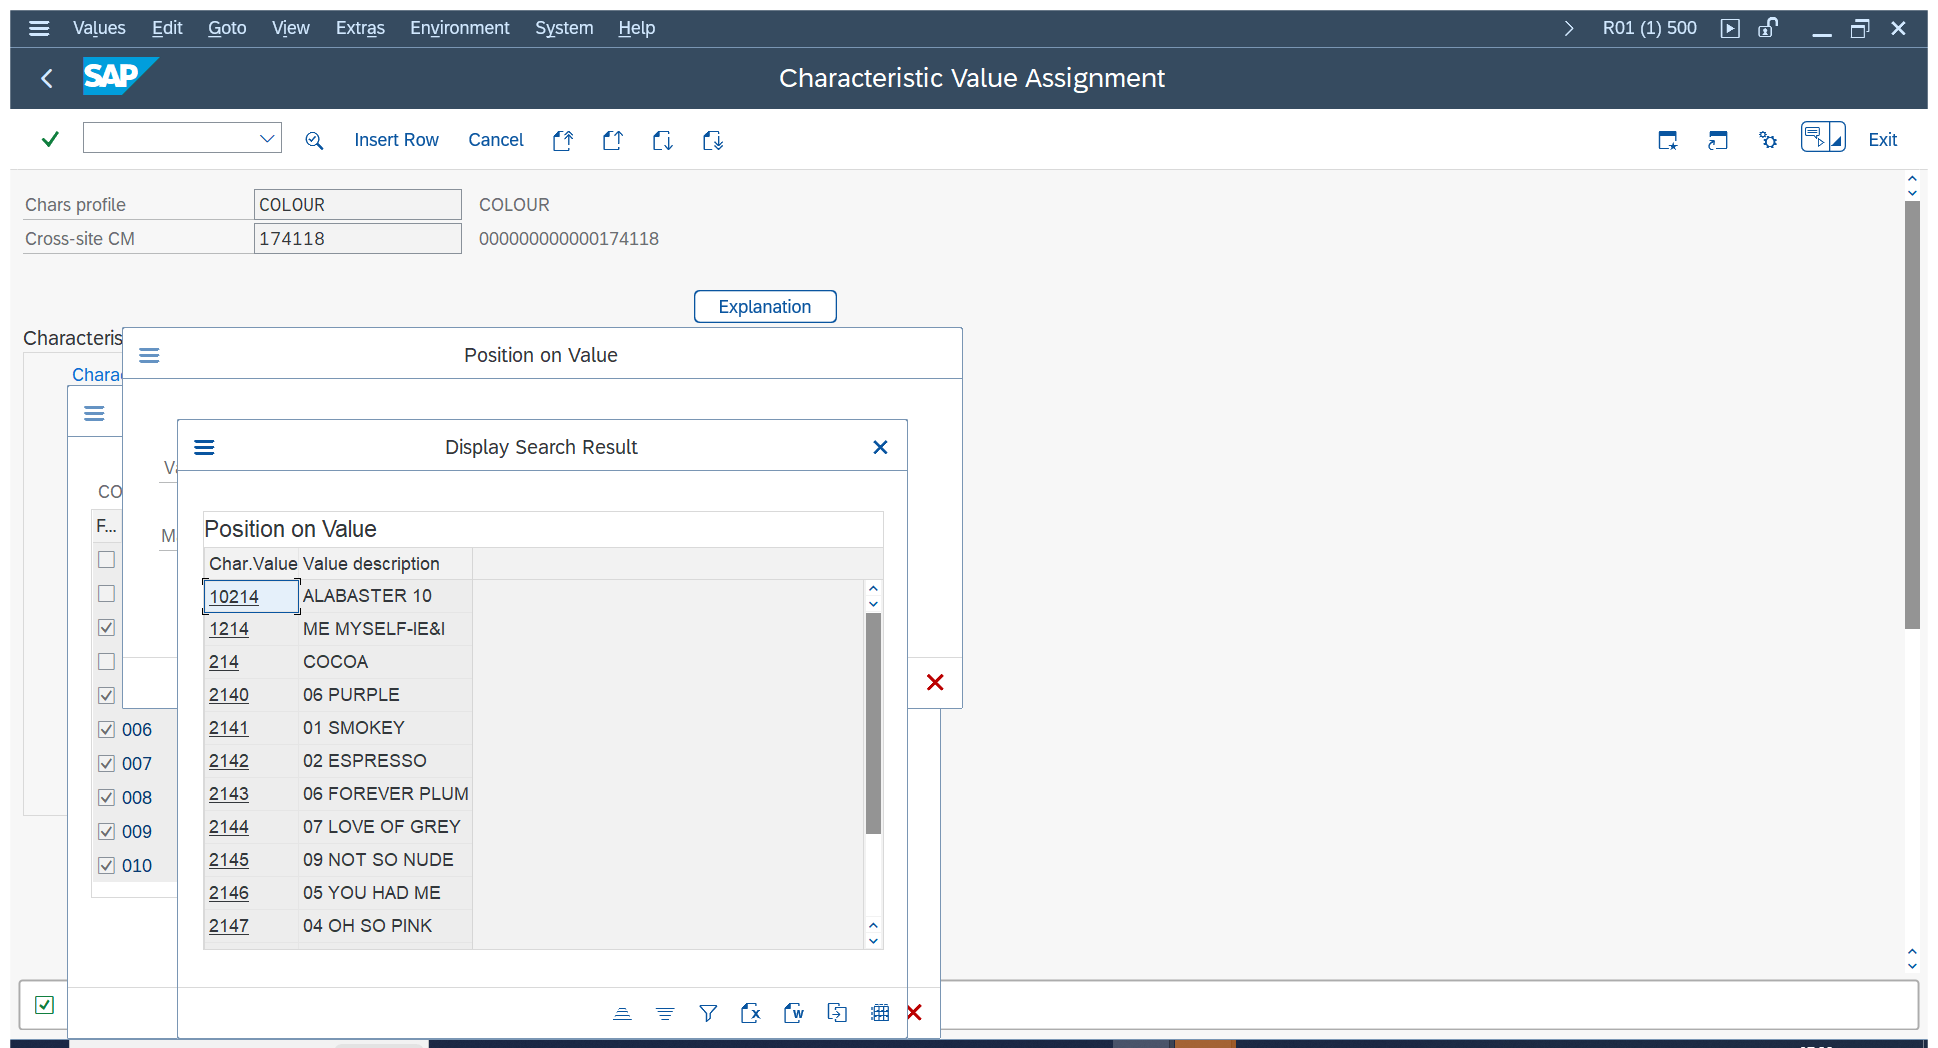 Values Edit Goto View Extras Environment System Help R01 (1) 500
SAP Characteristic Value Assignment
Insert Row Cancel Exit
Chars profile COLOUR COLOUR
Cross-site CM 174118 000000000000174118
Explanation
Characteris
Charac
Position on Value
Display Search Result
CO
F...
006
007
008
009
010
Position on Value
Char.Value Value description
10214 ALABASTER 10
1214 ME MYSELF-IE&I
214 COCOA
2140 06 PURPLE
2141 01 SMOKEY
2142 02 ESPRESSO
2143 06 FOREVER PLUM
2144 07 LOVE OF GREY
2145 09 NOT SO NUDE
2146 05 YOU HAD ME
2147 04 OH SO PINK